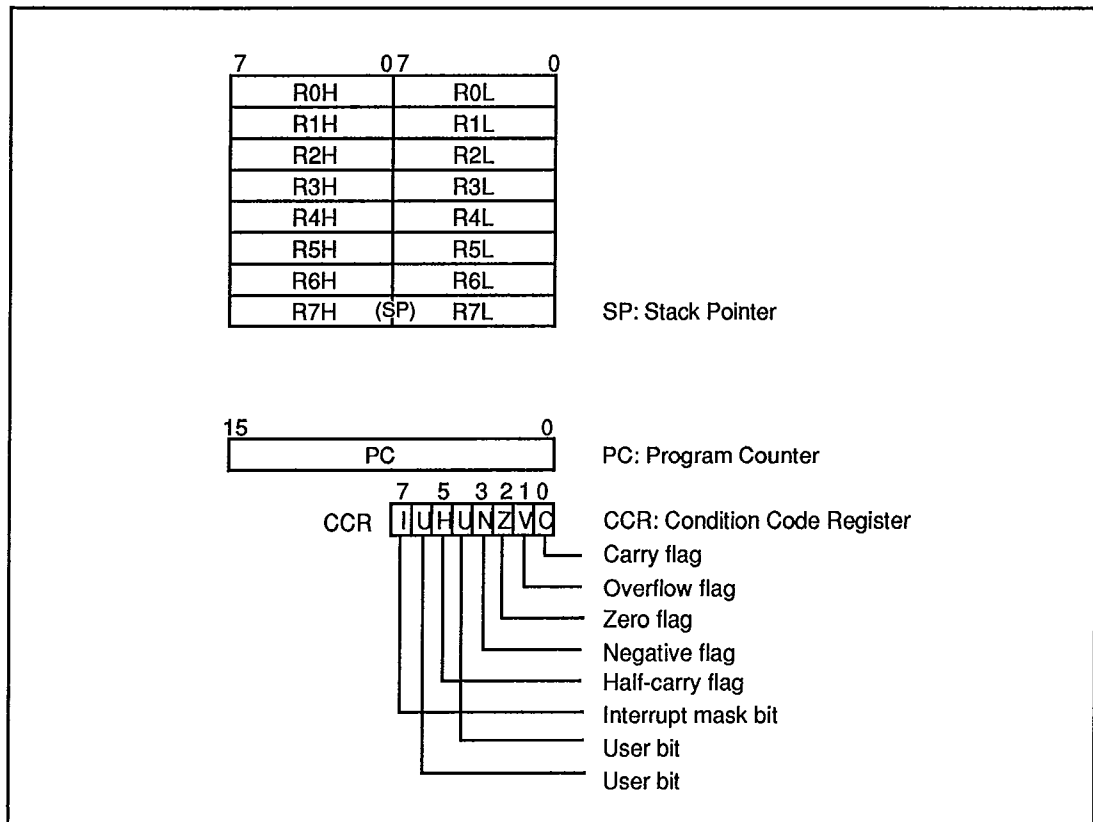 7 0 7 0
R0H R0L
R1H R1L
R2H R2L
R3H R3L
R4H R4L
R5H R5L
R6H R6L
R7H (SP) R7L SP: Stack Pointer
15 0
PC PC: Program Counter
7 5 3 2 1 0
CCR I U H U N Z V C CCR: Condition Code Register
Carry flag
Overflow flag
Zero flag
Negative flag
Half-carry flag
Interrupt mask bit
User bit
User bit